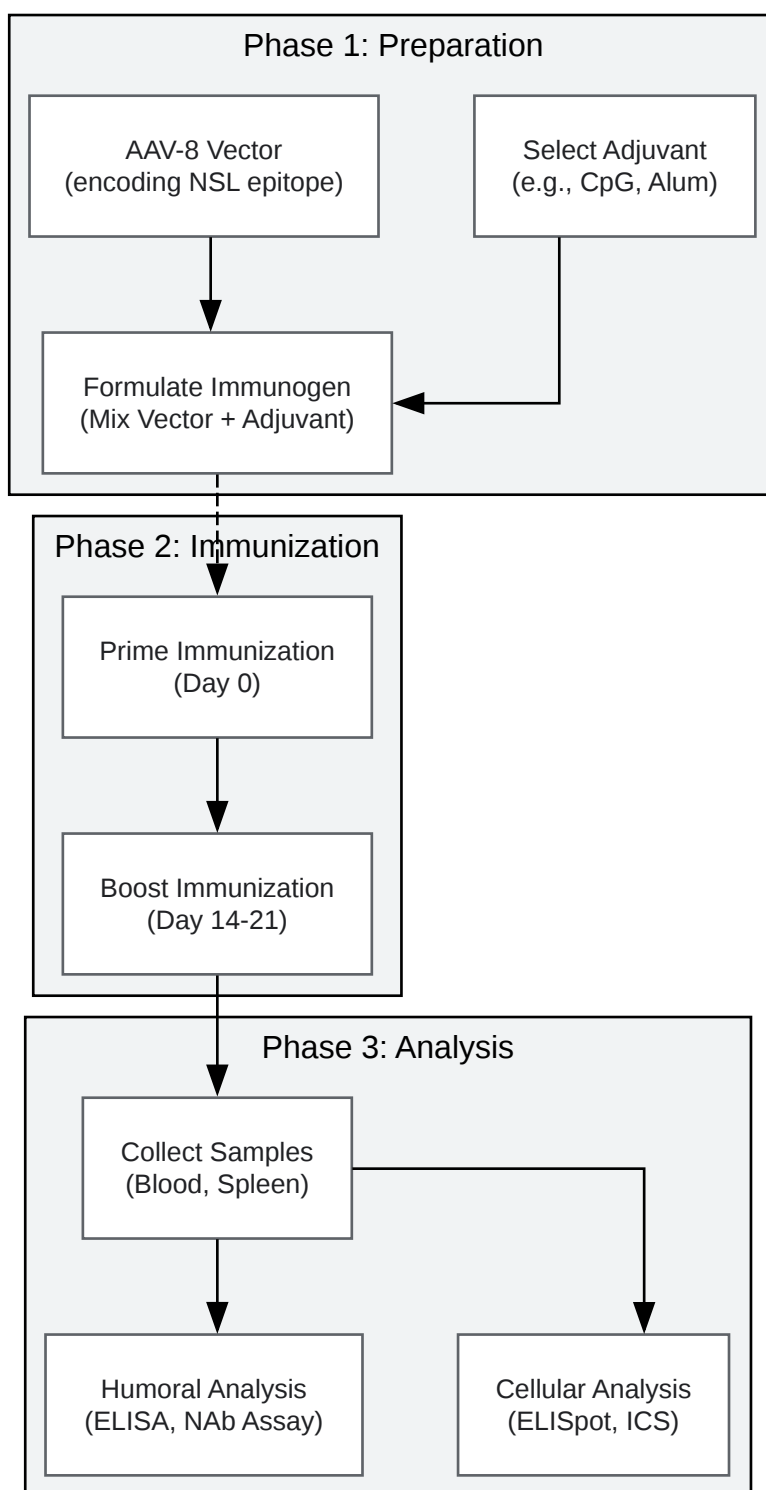 Phase 1: Preparation
AAV-8 Vector
(encoding NSL epitope)
Select Adjuvant
(e.g., CpG, Alum)
Formulate Immunogen
(Mix Vector + Adjuvant)
Phase 2: Immunization
Prime Immunization
(Day 0)
Boost Immunization
(Day 14-21)
Phase 3: Analysis
Collect Samples
(Blood, Spleen)
Humoral Analysis
(ELISA, NAb Assay)
Cellular Analysis
(ELISpot, ICS)